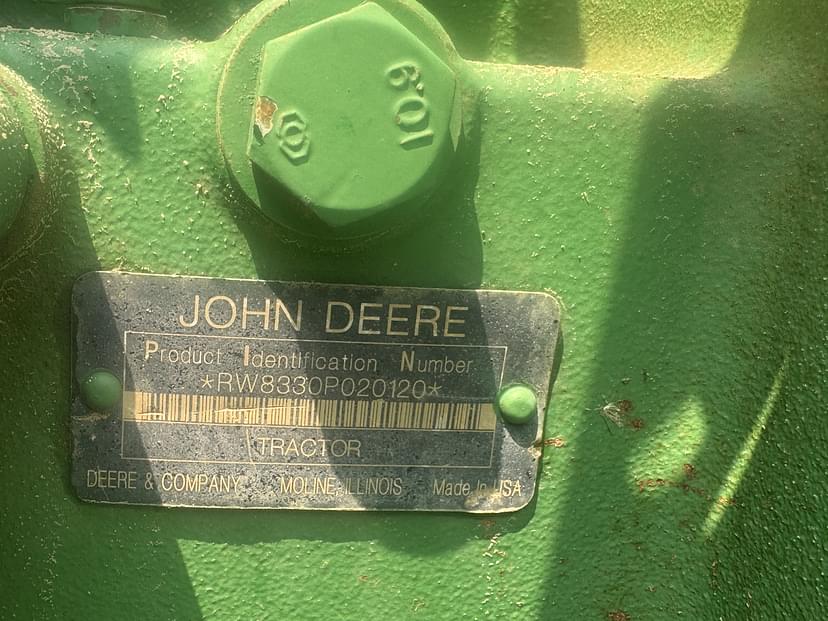 10.9
JOHN DEERE
Product Identification Number
*RW8330P020120*
TRACTOR
DEERE & COMPANY MOLINE, ILLINOIS Made In USA